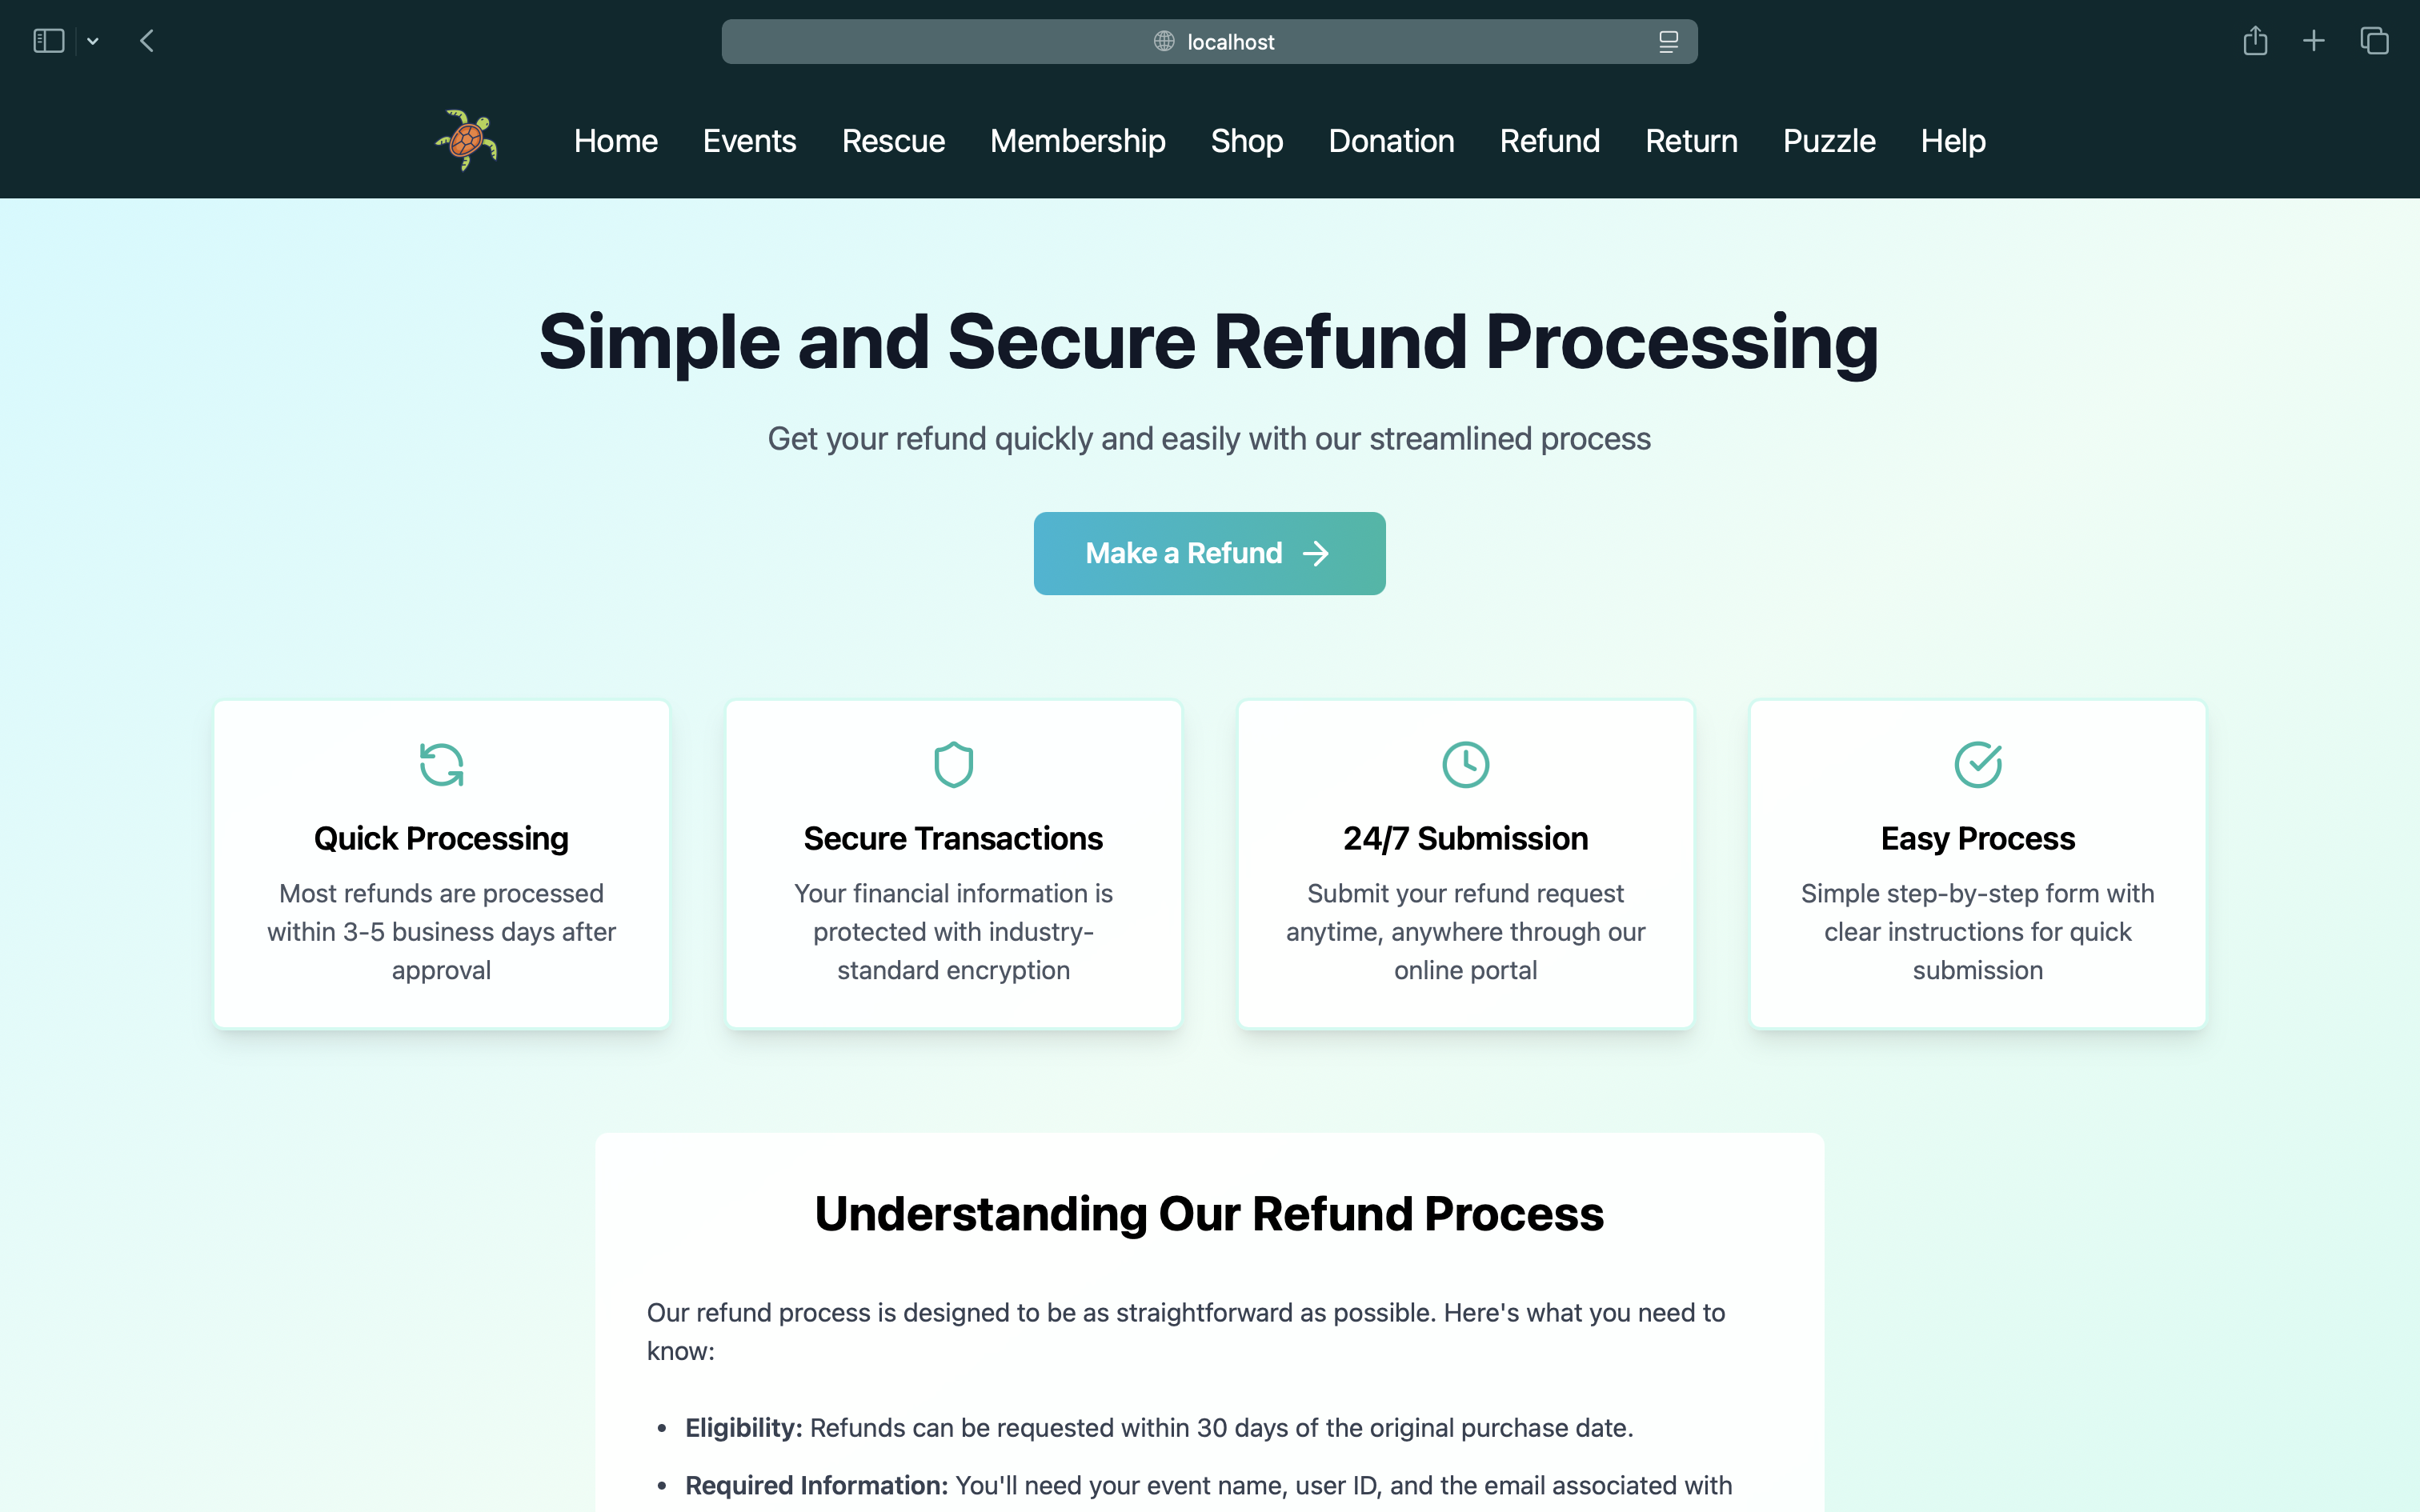 localhost
Home Events Rescue Membership Shop Donation Refund Return Puzzle Help
Simple and Secure Refund Processing
Get your refund quickly and easily with our streamlined process
Make a Refund
Quick Processing
Most refunds are processed
within 3-5 business days after
approval
Secure Transactions
Your financial information is
protected with industry-
standard encryption
24/7 Submission
Submit your refund request
anytime, anywhere through our
online portal
Easy Process
Simple step-by-step form with
clear instructions for quick
submission
Understanding Our Refund Process
Our refund process is designed to be as straightforward as possible. Here's what you need to
know:
• Eligibility: Refunds can be requested within 30 days of the original purchase date.
• Required Information: You'll need your event name, user ID, and the email associated with